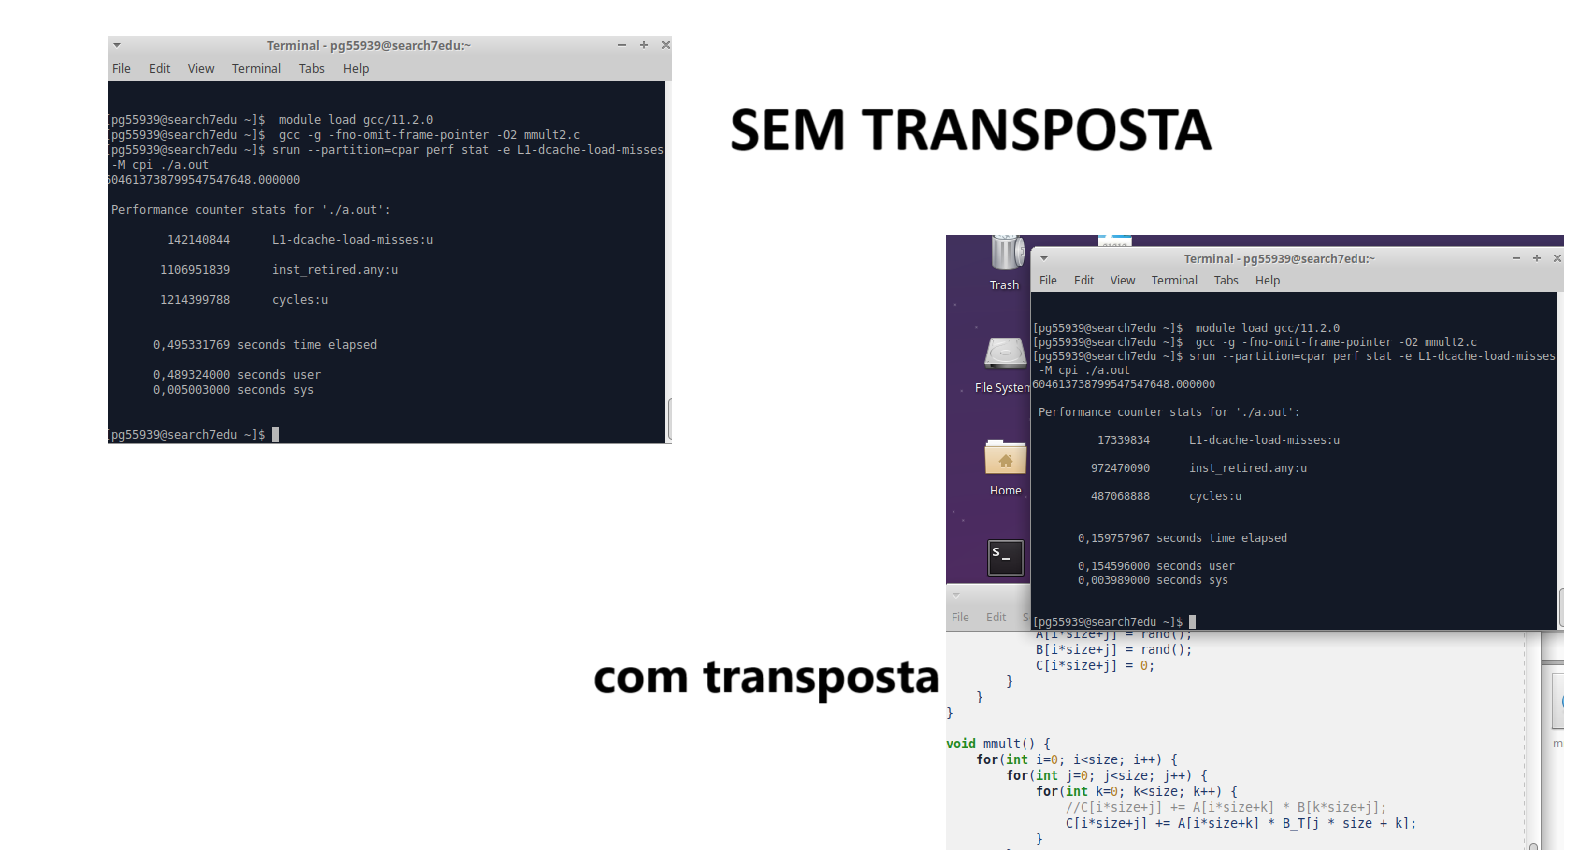 Terminal - pg55939@search7edu:~
File Edit View Terminal Tabs Help
[pg55939@search7edu ~]$  module load gcc/11.2.0
[pg55939@search7edu ~]$  gcc -g -fno-omit-frame-pointer -O2 mmult2.c
[pg55939@search7edu ~]$ srun --partition=cpar perf stat -e L1-dcache-load-misses
-M cpi ./a.out
604613738799547547648.000000
Performance counter stats for './a.out':
142140844 L1-dcache-load-misses:u
1106951839 inst_retired.any:u
1214399788 cycles:u
0,495331769 seconds time elapsed
0,489324000 seconds user
0,005003000 seconds sys
[pg55939@search7edu ~]$
SEM TRANSPOSTA
Trash
File System
Home
Terminal - pg55939@search7edu:~
File Edit View Terminal Tabs Help
[pg55939@search7edu ~]$  module load gcc/11.2.0
[pg55939@search7edu ~]$  gcc -g -fno-omit-frame-pointer -O2 mmult2.c
[pg55939@search7edu ~]$ srun --partition=cpar perf stat -e L1-dcache-load-misses
-M cpi ./a.out
604613738799547547648.000000
Performance counter stats for './a.out':
17339834 L1-dcache-load-misses:u
972470090 inst_retired.any:u
487068888 cycles:u
0,159757967 seconds time elapsed
0,154596000 seconds user
0,003989000 seconds sys
[pg55939@search7edu ~]$
com transposta
File Edit S
A[i*size+j] = rand();
B[i*size+j] = rand();
C[i*size+j] = 0;
}
}
}
void mmult() {
for(int i=0; i<size; i++) {
for(int j=0; j<size; j++) {
for(int k=0; k<size; k++) {
//C[i*size+j] += A[i*size+k] * B[k*size+j];
C[i*size+j] += A[i*size+k] * B_T[j * size + k];
}